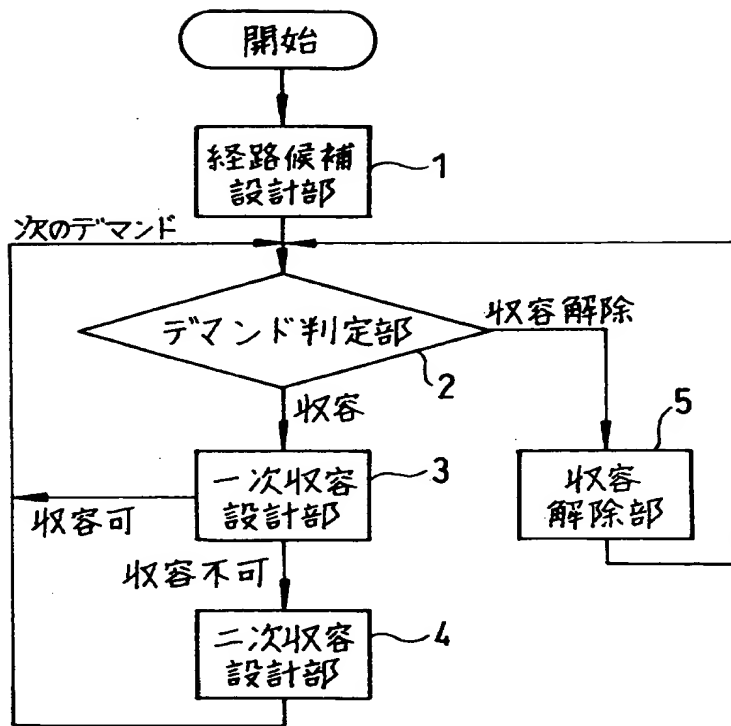 開始
経路候補
設計部
1
次のデマンド
デマンド判定部
2
収容解除
収容
一次収容
設計部
3
収容可
収容不可
5
収容
解除部
二次収容
設計部
4